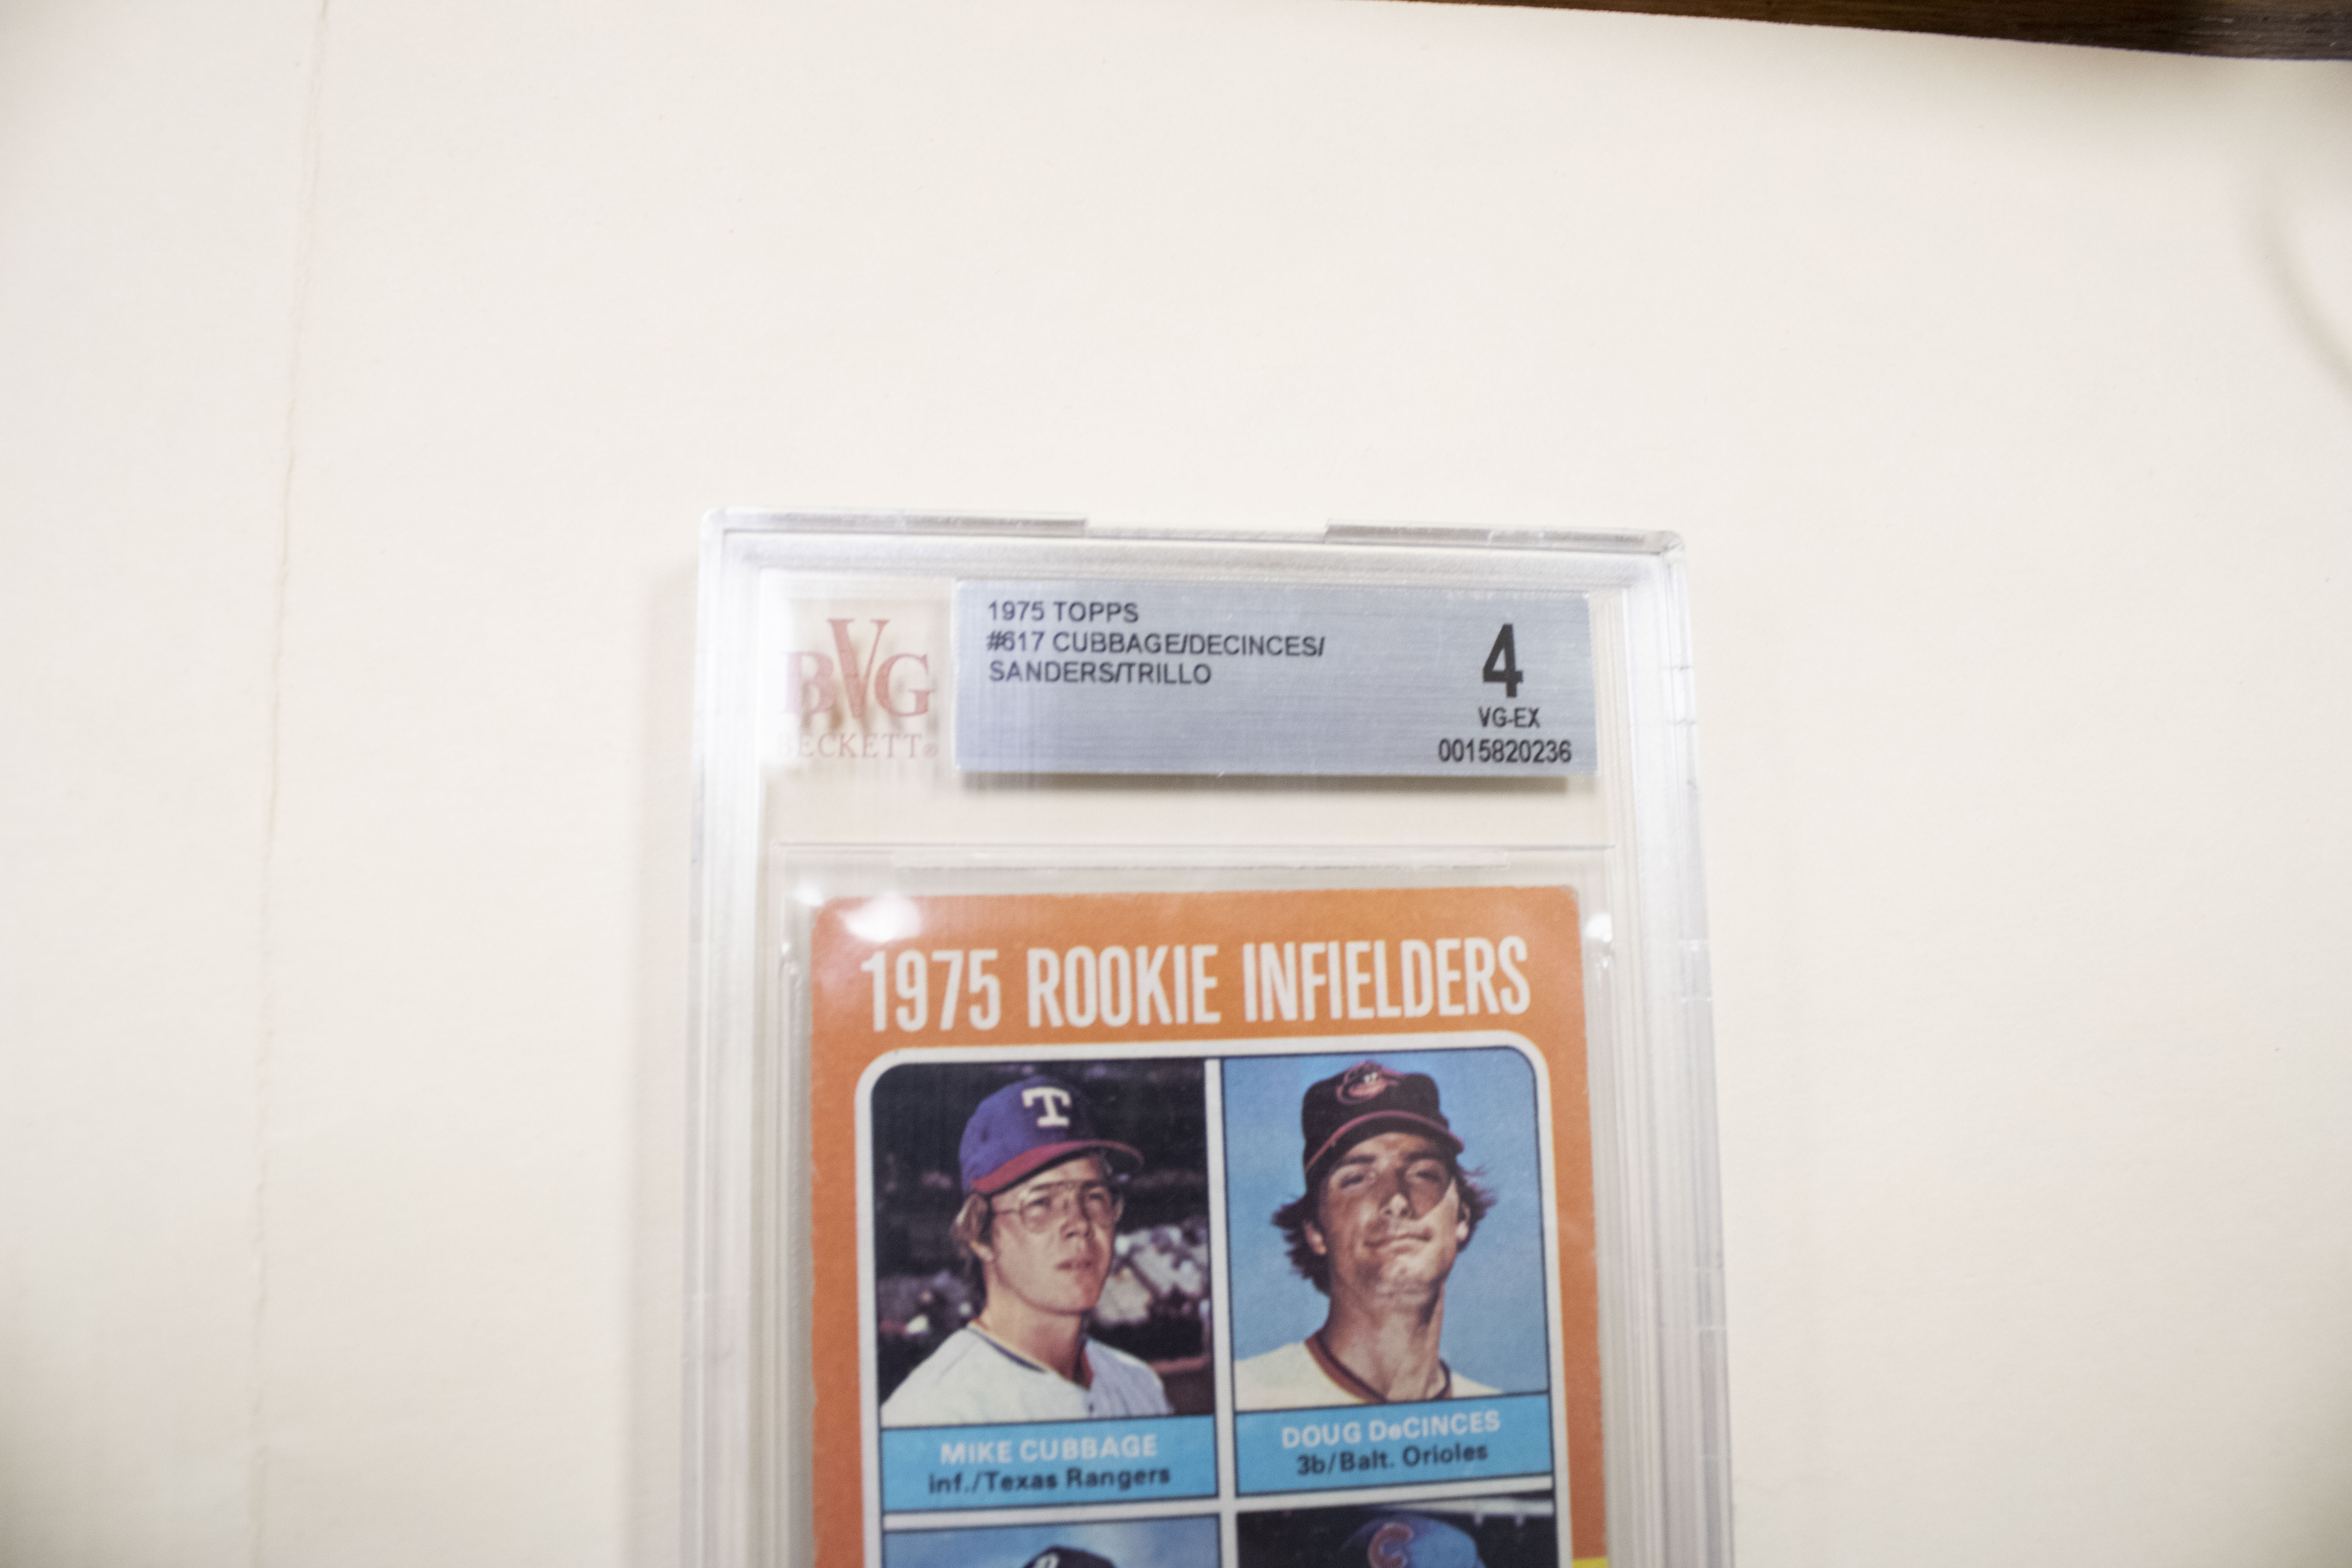 BVG
BECKETT®
1975 TOPPS
#617 CUBBAGE/DECINCES/
SANDERS/TRILLO
4
VG-EX
0015820236
1975 ROOKIE INFIELDERS
T
MIKE CUBBAGE
inf./Texas Rangers
DOUG DeCINCES
3b/Balt. Orioles
C